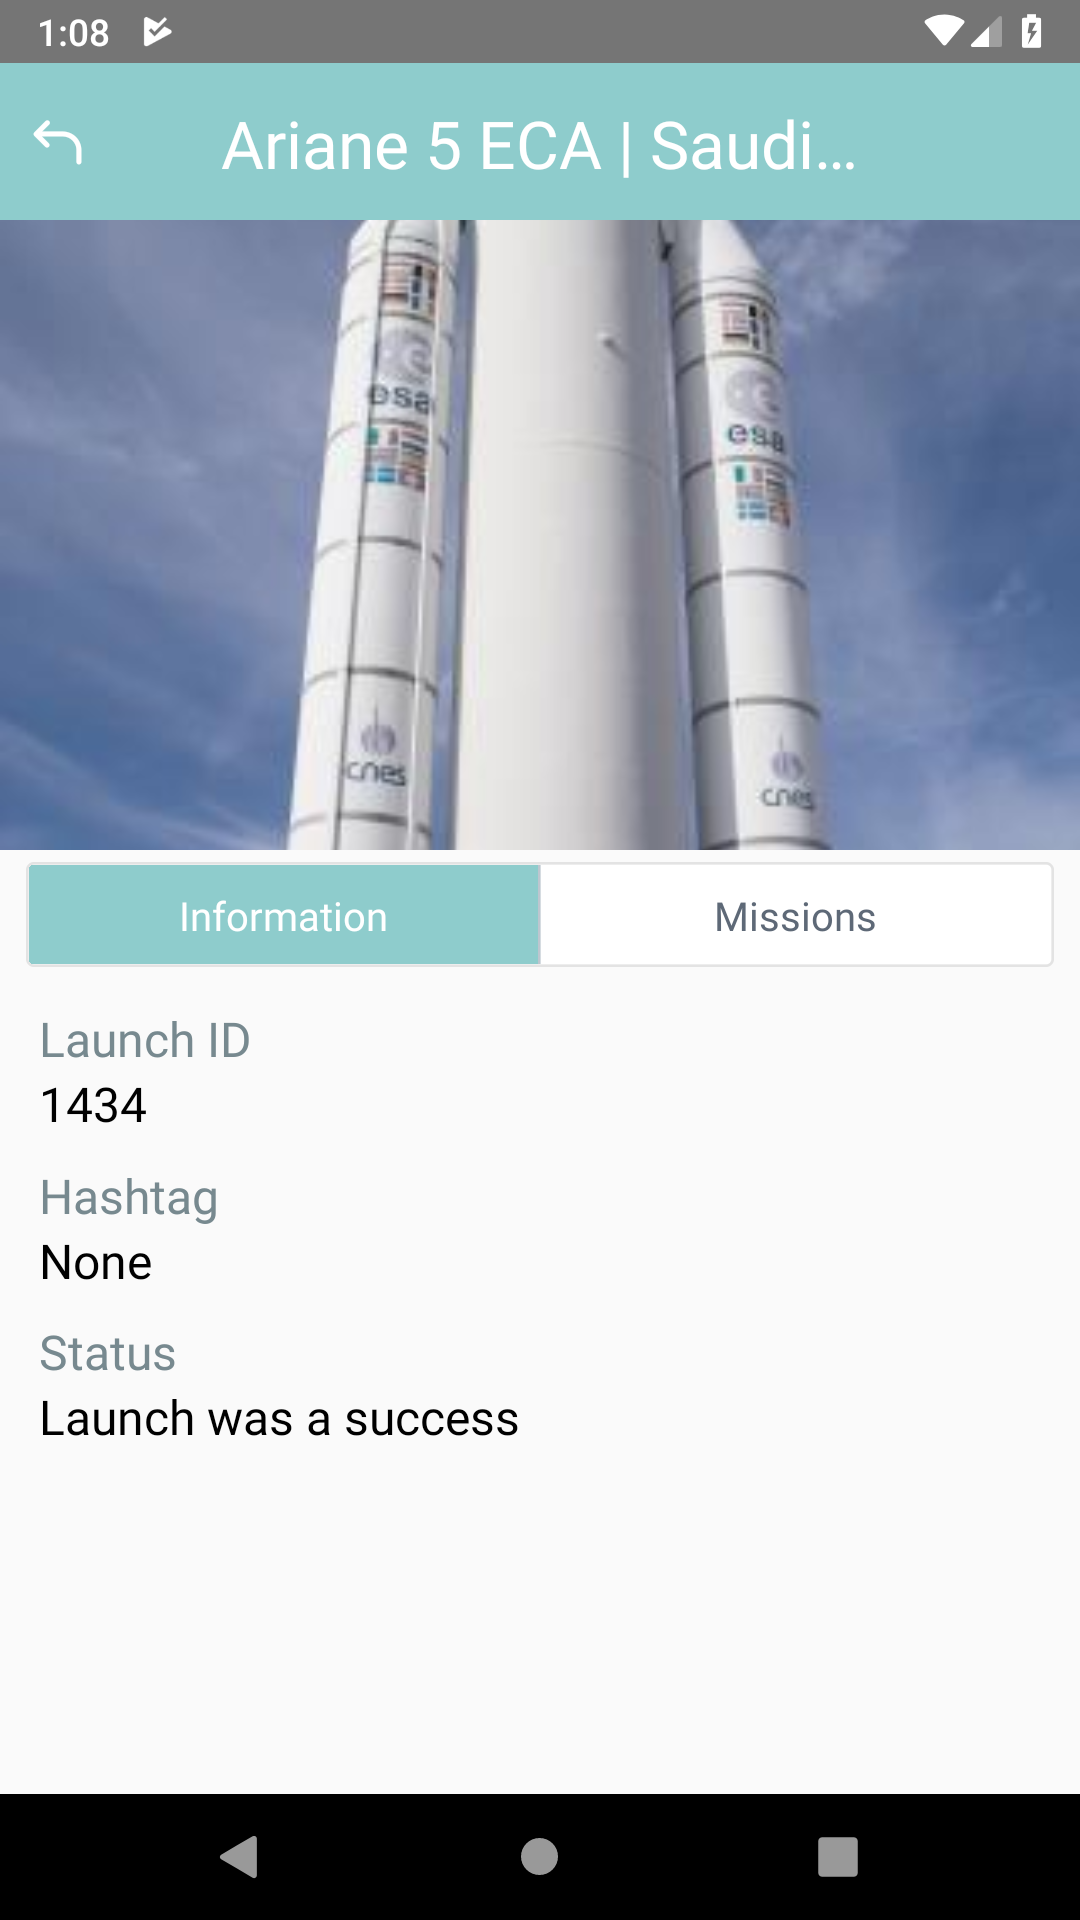 1:08
Ariane 5 ECA | Saudi...
esa
esa
cnes
cnes
Information
Missions
Launch ID
1434
Hashtag
None
Status
Launch was a success